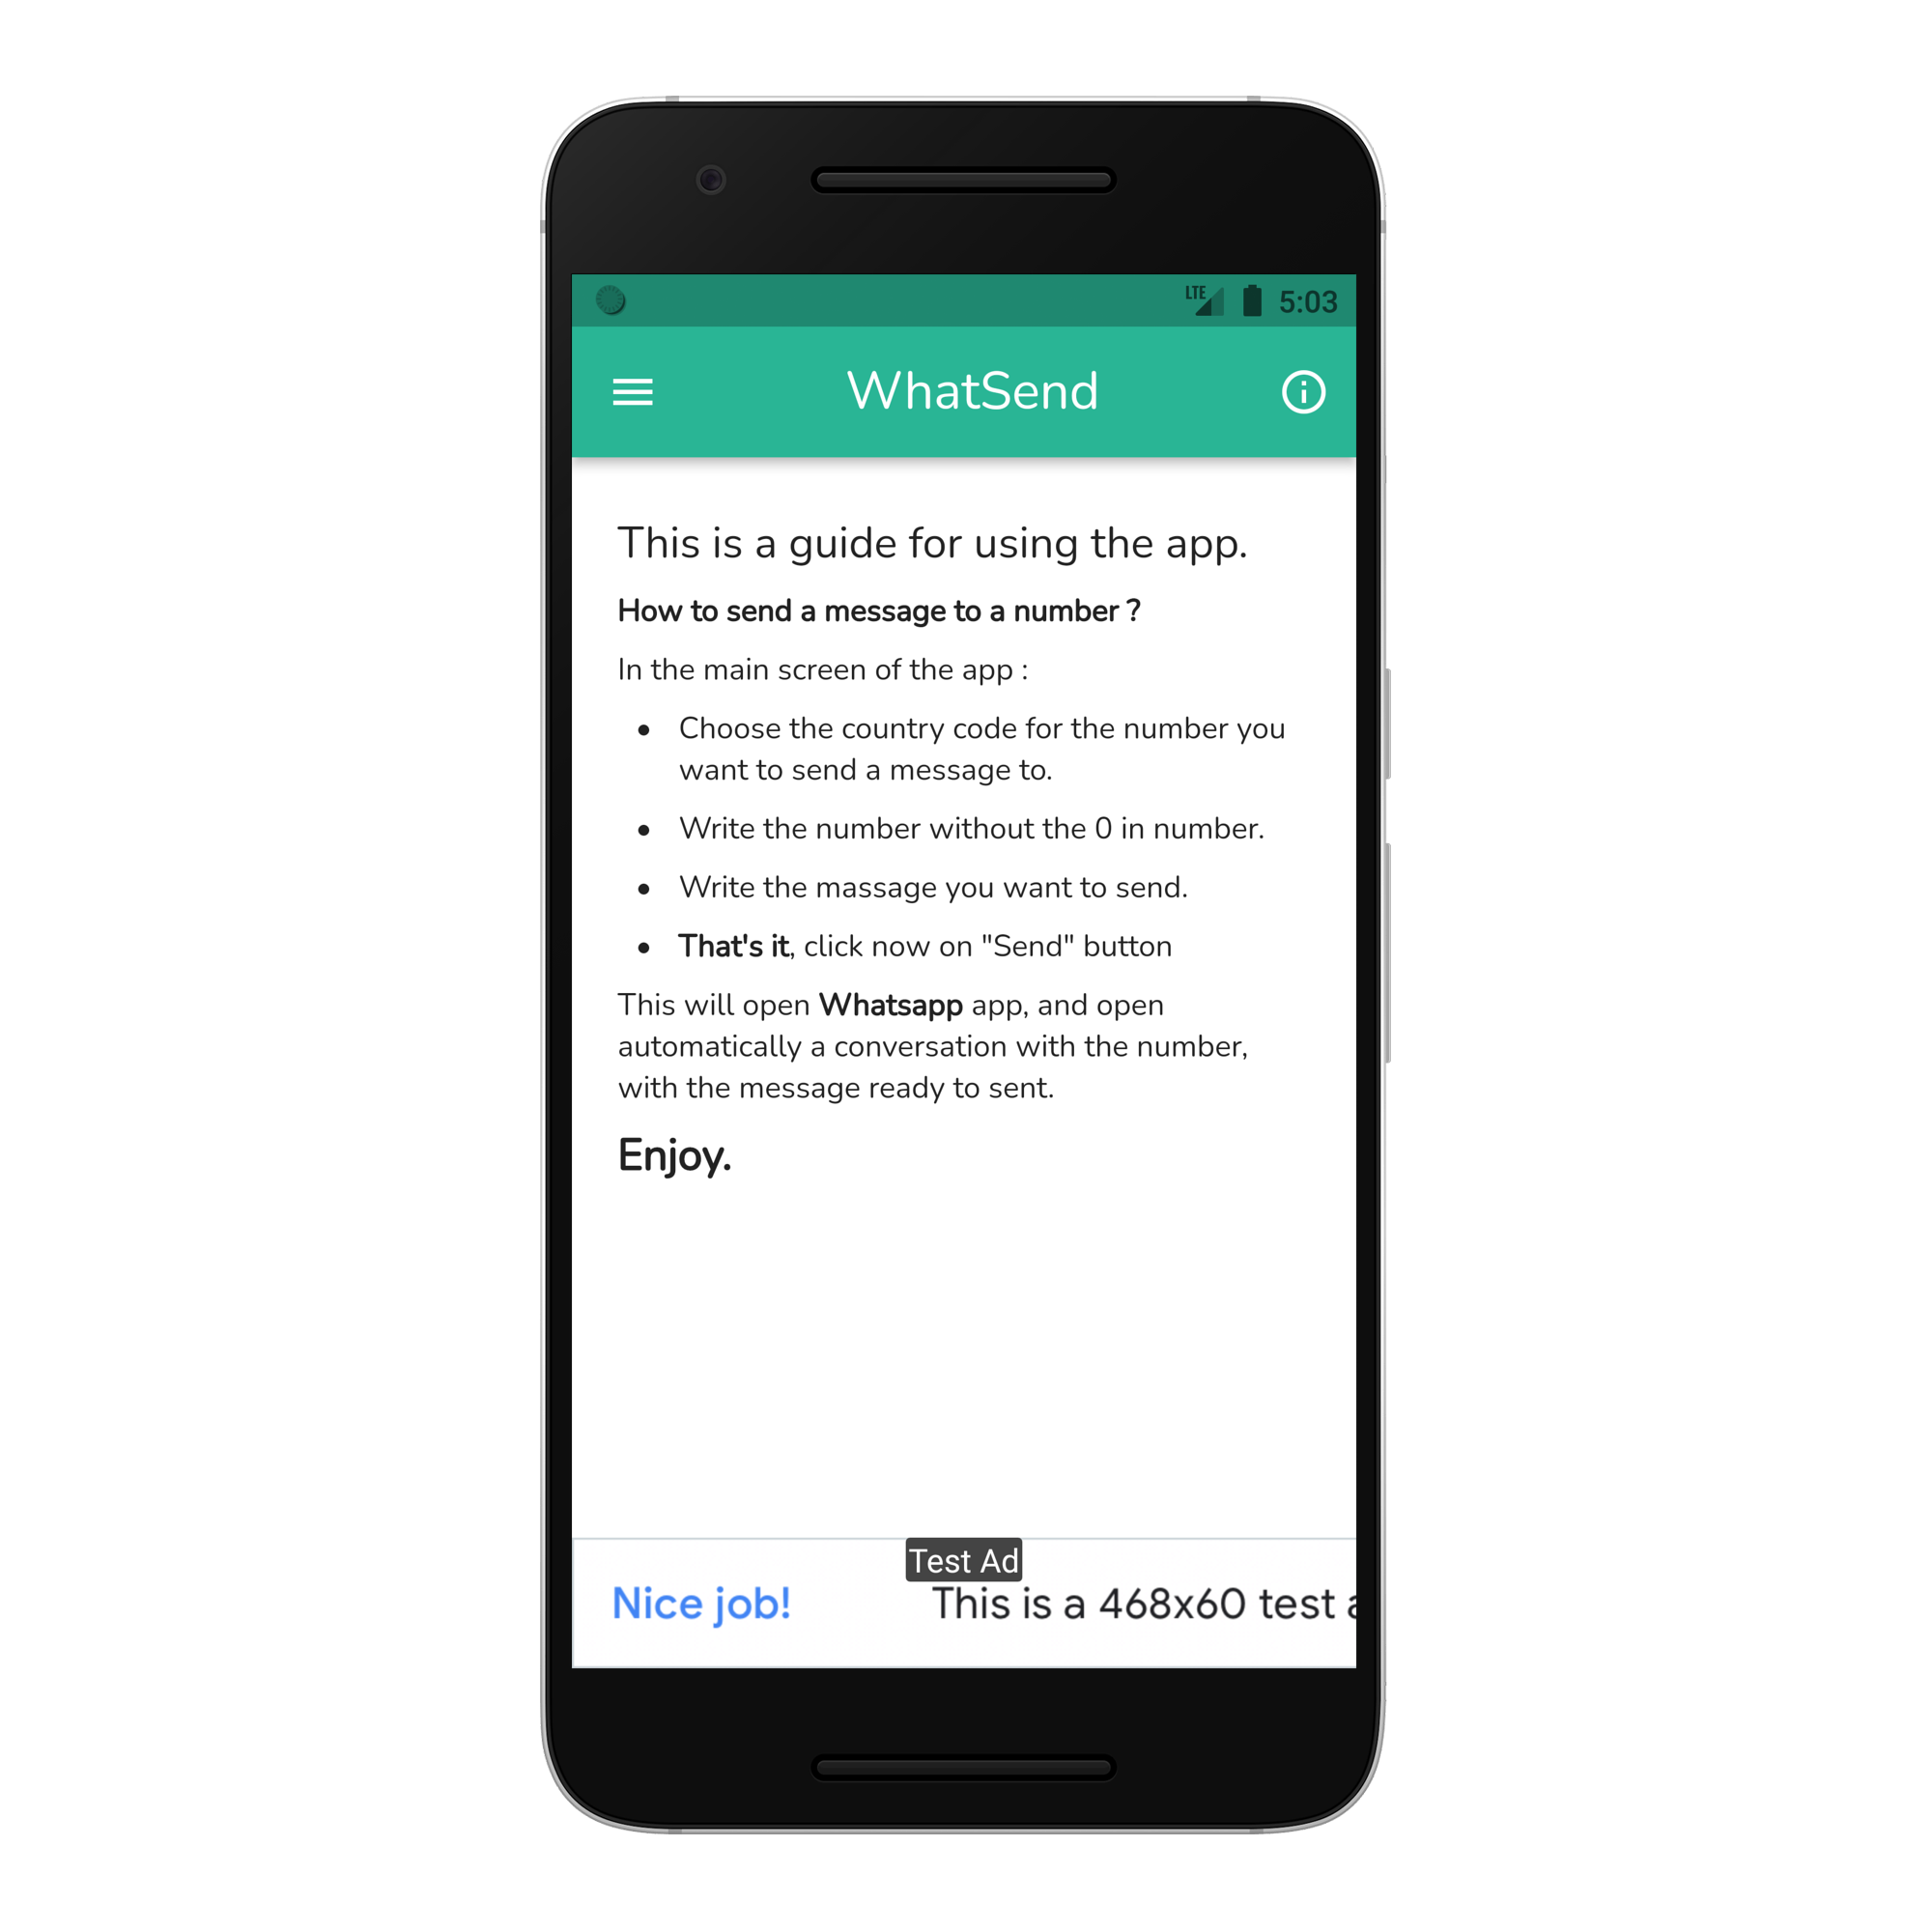 LTE 5:03
WhatSend
This is a guide for using the app.
How to send a message to a number ?
In the main screen of the app :
• Choose the country code for the number you
want to send a message to.
• Write the number without the 0 in number.
• Write the massage you want to send.
• That's it, click now on "Send" button
This will open Whatsapp app, and open
automatically a conversation with the number,
with the message ready to sent.
Enjoy.
Test Ad
Nice job! This is a 468x60 test